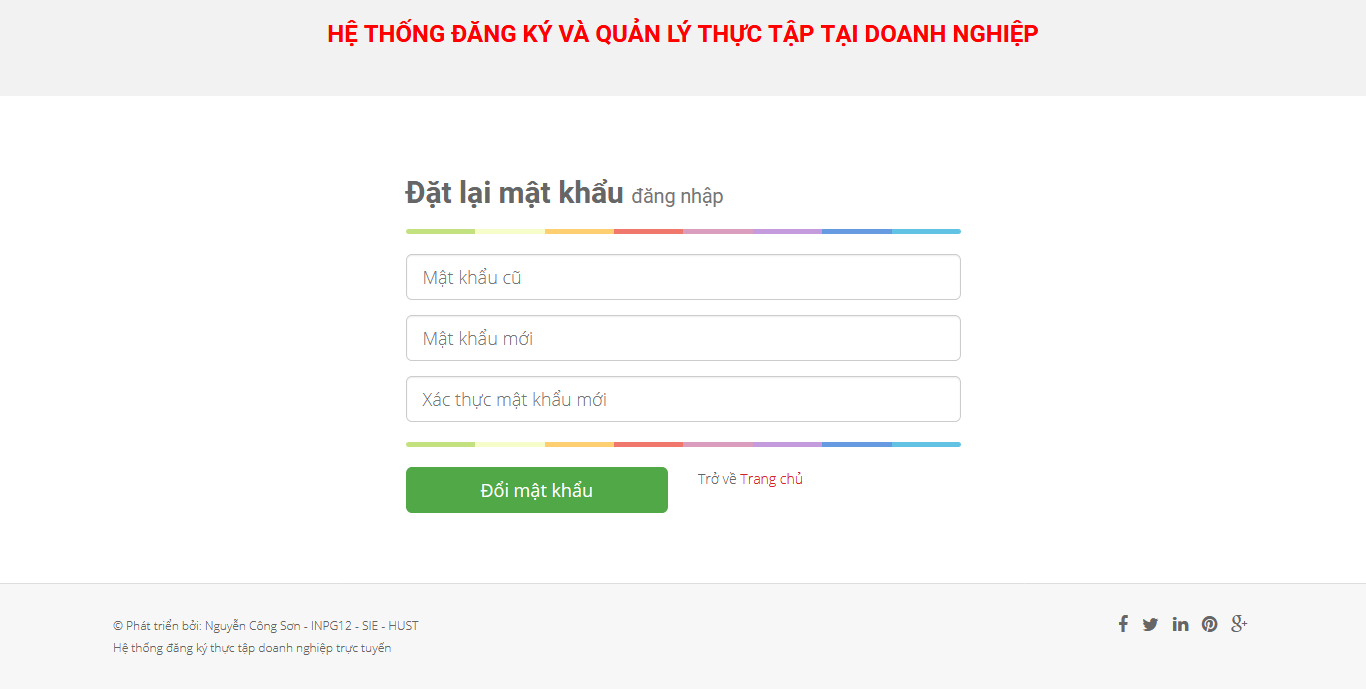 HỆ THỐNG ĐĂNG KÝ VÀ QUẢN LÝ THỰC TẬP TẠI DOANH NGHIỆP
Đặt lại mật khẩu đăng nhập
Mật khẩu cũ
Mật khẩu mới
Xác thực mật khẩu mới
Đổi mật khẩu
Trở về Trang chủ
© Phát triển bởi: Nguyễn Công Sơn - INPG12 - SIE - HUST
Hệ thống đăng ký thực tập doanh nghiệp trực tuyến